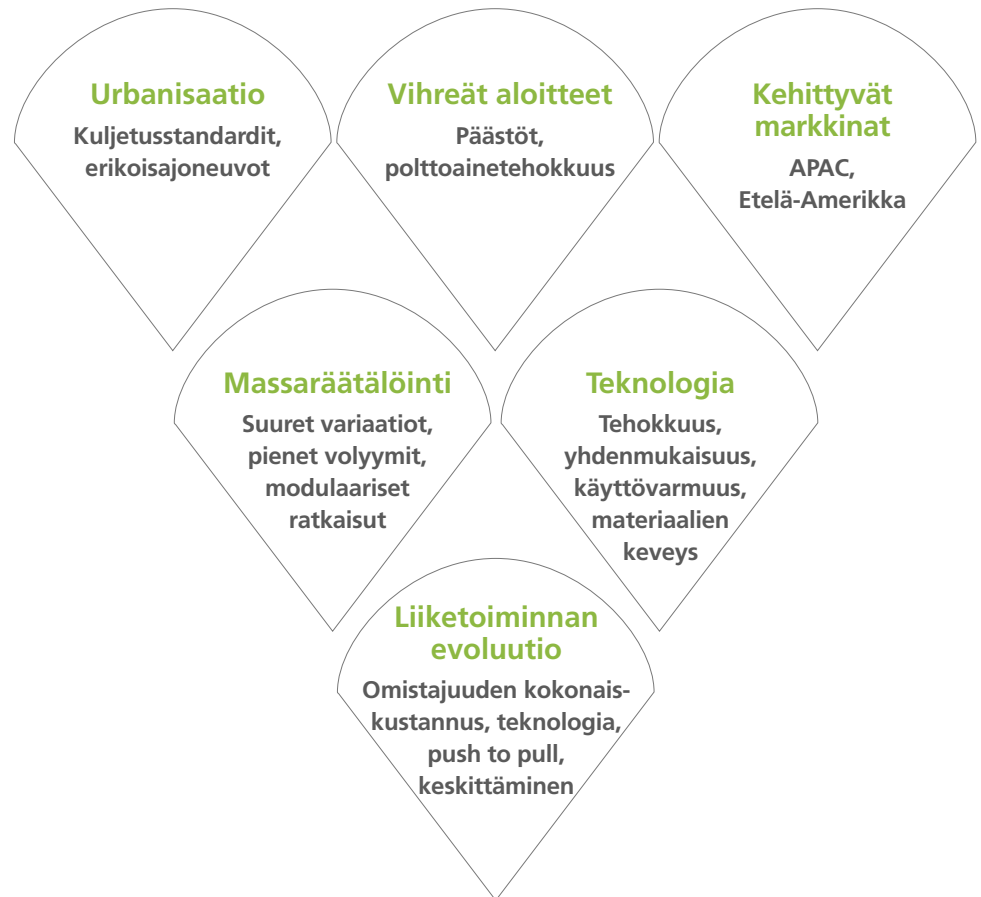 Urbanisaatio
Kuljetusstandardit,
erikoisajoneuvot
Vihreät aloitteet
Päästöt,
polttoainetehokkuus
Kehittyvät
markkinat
APAC,
Etelä-Amerikka
Massaräätälöinti
Suuret variaatiot,
pienet volyymit,
modulaariset
ratkaisut
Teknologia
Tehokkuus,
yhdenmukaisuus,
käyttövarmuus,
materiaalien
keveys
Liiketoiminnan
evoluutio
Omistajuuden kokonais-
kustannus, teknologia,
push to pull,
keskittäminen